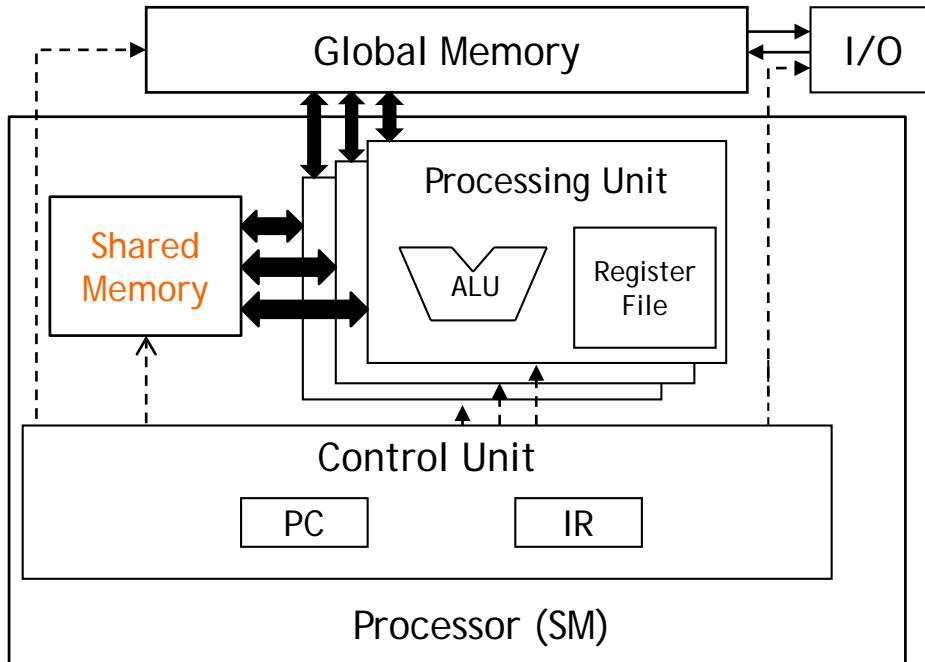 Global Memory
I/O
Processing Unit
Shared
Memory
ALU
Register
File
Control Unit
PC
IR
Processor (SM)